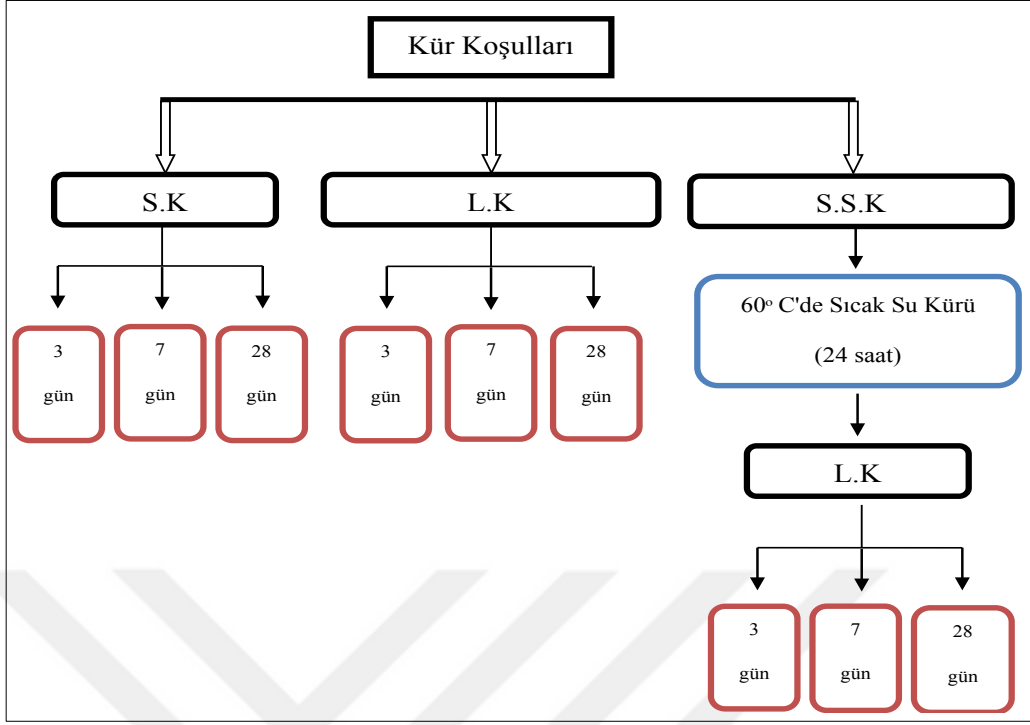 Kür Koşulları
S.K
L.K
S.S.K
3
gün
7
gün
28
gün
3
gün
7
gün
28
gün
60º C'de Sıcak Su Kürü
(24 saat)
L.K
3
gün
7
gün
28
gün